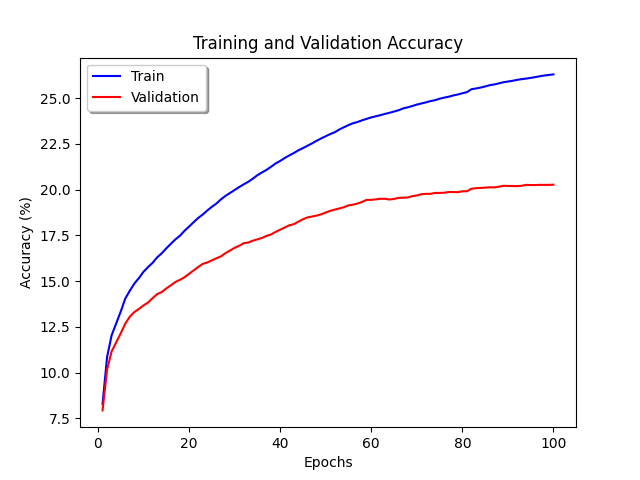 Training and Validation Accuracy
Train
Validation
25.0
22.5
20.0
17.5
15.0
12.5
10.0
7.5
Accuracy (%)
0 20 40 60 80 100
Epochs